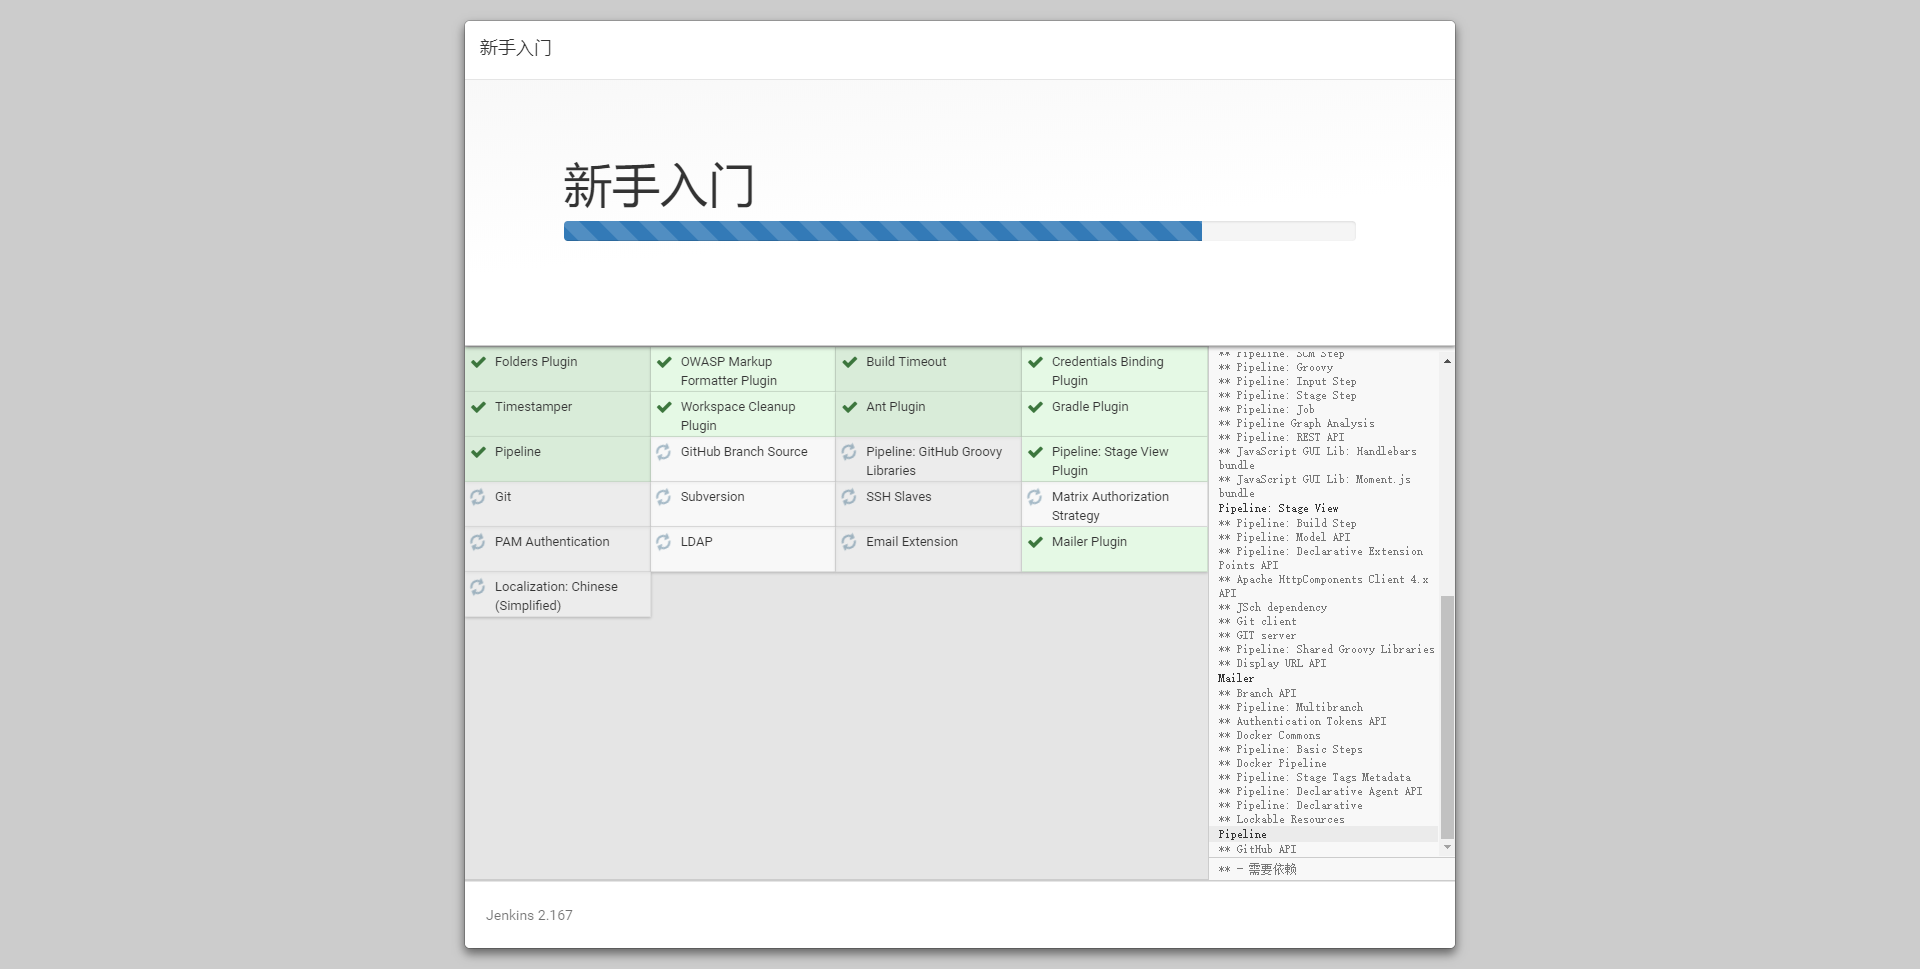 新手入门
新手入门
Folders Plugin
OWASP Markup
Formatter Plugin
Build Timeout
Credentials Binding
Plugin
Timestamper
Workspace Cleanup
Plugin
Ant Plugin
Gradle Plugin
Pipeline
GitHub Branch Source
Pipeline: GitHub Groovy
Libraries
Pipeline: Stage View
Plugin
Git
Subversion
SSH Slaves
Matrix Authorization
Strategy
PAM Authentication
LDAP
Email Extension
Mailer Plugin
Localization: Chinese
(Simplified)
** Pipeline: SCM Step
** Pipeline: Groovy
** Pipeline: Input Step
** Pipeline: Stage Step
** Pipeline: Job
** Pipeline Graph Analysis
** Pipeline: REST API
** JavaScript GUI Lib: Handlebars
bundle
** JavaScript GUI Lib: Moment.js
bundle
Pipeline: Stage View
** Pipeline: Build Step
** Pipeline: Model API
** Pipeline: Declarative Extension
Points API
** Apache HttpComponents Client 4.x
API
** JSch dependency
** Git client
** GIT server
** Pipeline: Shared Groovy Libraries
** Display URL API
Mailer
** Branch API
** Pipeline: Multibranch
** Authentication Tokens API
** Docker Commons
** Pipeline: Basic Steps
** Docker Pipeline
** Pipeline: Stage Tags Metadata
** Pipeline: Declarative Agent API
** Pipeline: Declarative
** Lockable Resources
Pipeline
** GitHub API
** - 需要依赖
Jenkins 2.167